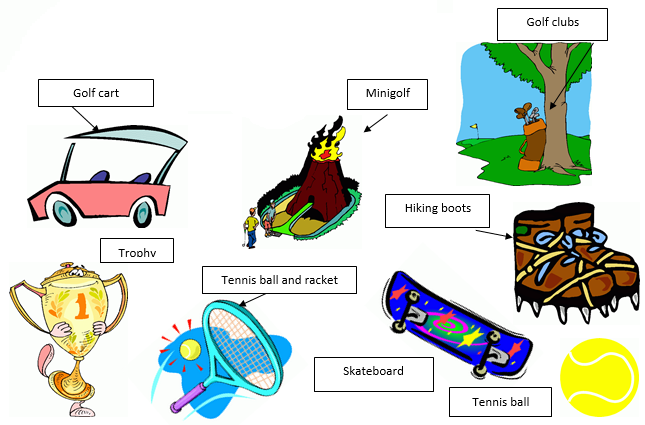 Golf clubs
Golf cart
Minigolf
Hiking boots
Trophy
Tennis ball and racket
1
Skateboard
Tennis ball